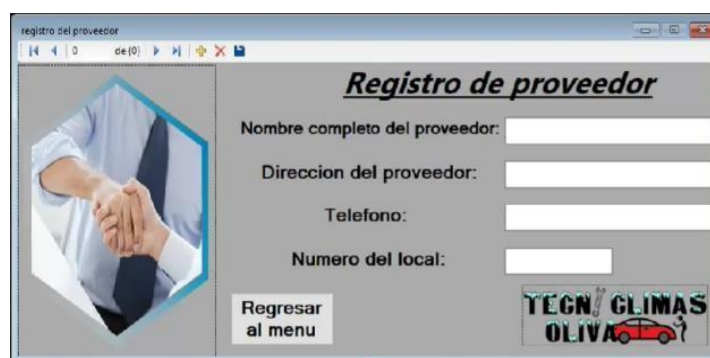 registro del proveedor
0 de {0}
Registro de proveedor
Nombre completo del proveedor:
Direccion del proveedor:
Telefono:
Numero del local:
Regresar
al menu
TECNI CLIMAS
OLIVA